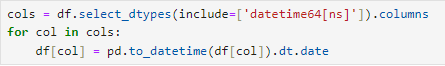 cols = df.select_dtypes(include=['datetime64[ns]']).columns
for col in cols:
    df[col] = pd.to_datetime(df[col]).dt.date